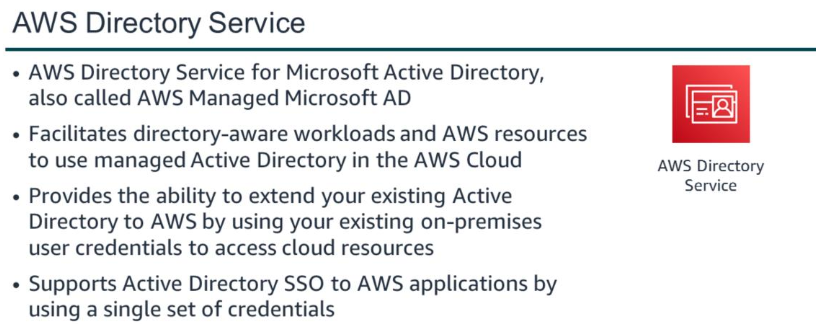 AWS Directory Service
• AWS Directory Service for Microsoft Active Directory,
also called AWS Managed Microsoft AD
• Facilitates directory-aware workloads and AWS resources
to use managed Active Directory in the AWS Cloud
• Provides the ability to extend your existing Active
Directory to AWS by using your existing on-premises
user credentials to access cloud resources
• Supports Active Directory SSO to AWS applications by
using a single set of credentials
AWS Directory
Service